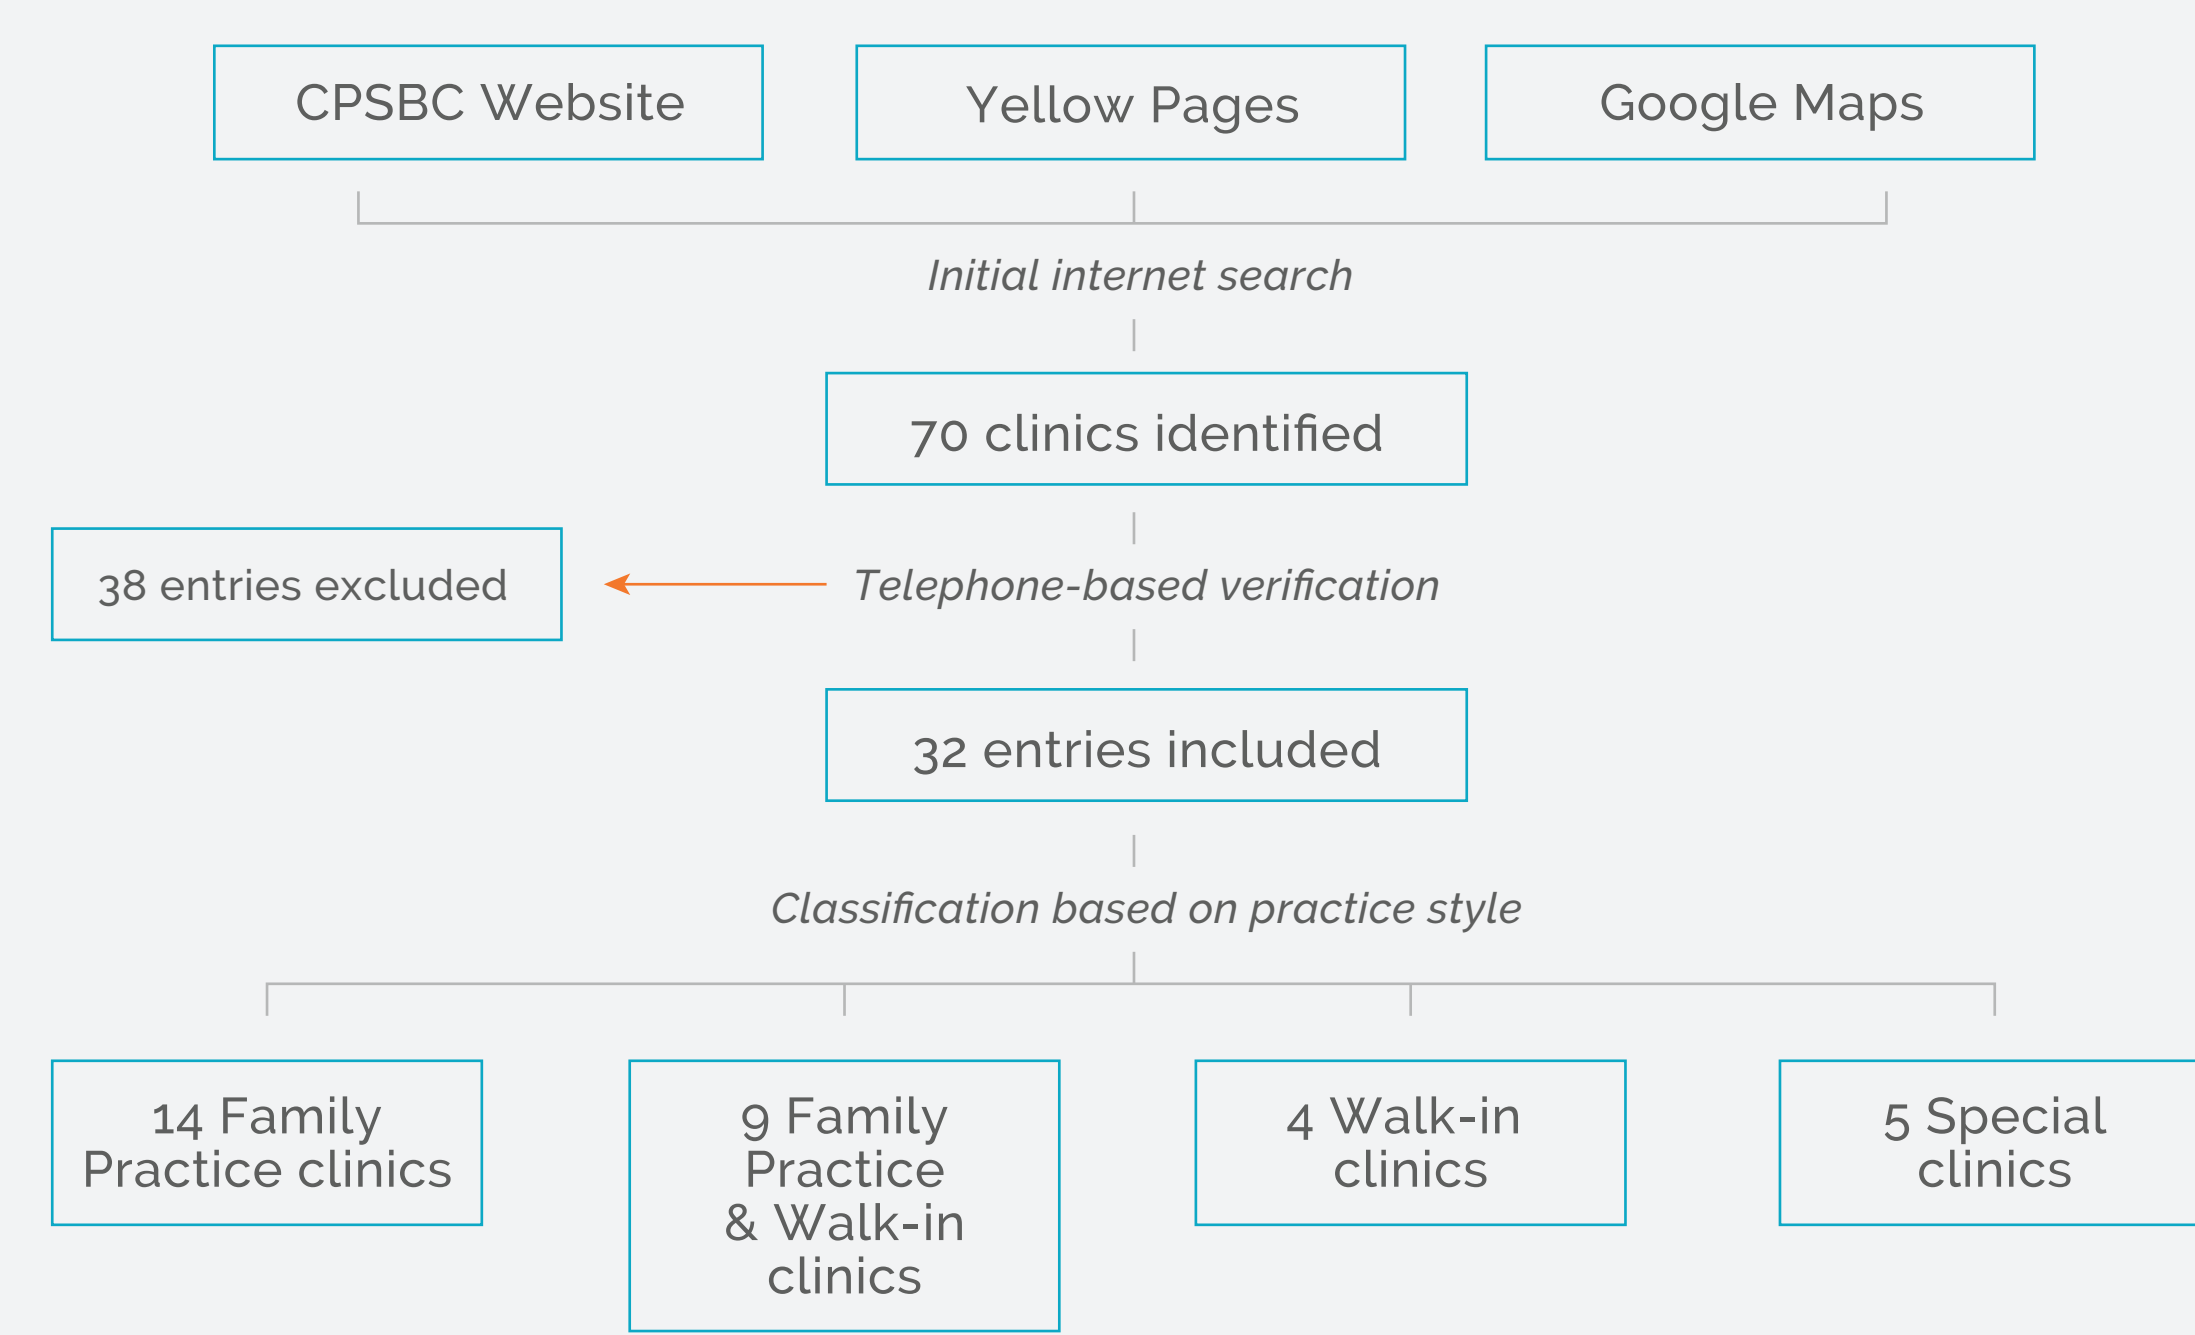 CPSBC Website
Yellow Pages
Google Maps
Initial internet search
70 clinics identified
38 entries excluded
Telephone-based verification
32 entries included
Classification based on practice style
14 Family
Practice clinics
9 Family
Practice
& Walk-in
clinics
4 Walk-in
clinics
5 Special
clinics